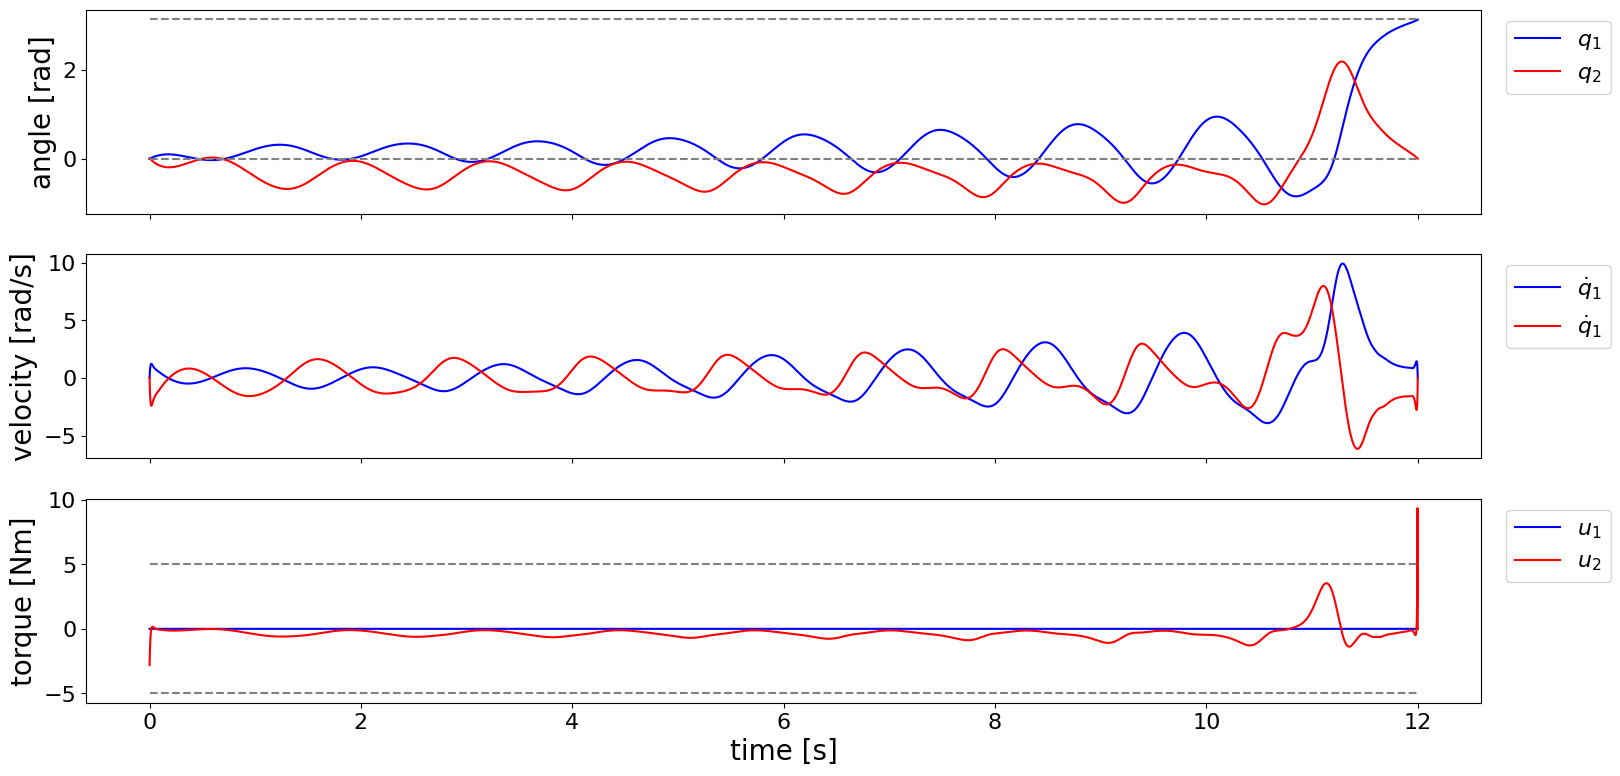 angle [rad]
2
0
q₁
q₂
velocity [rad/s]
10
5
0
−5
q̇₁
q̇₁
torque [Nm]
10
5
0
−5
u₁
u₂
0 2 4 6 8 10 12
time [s]